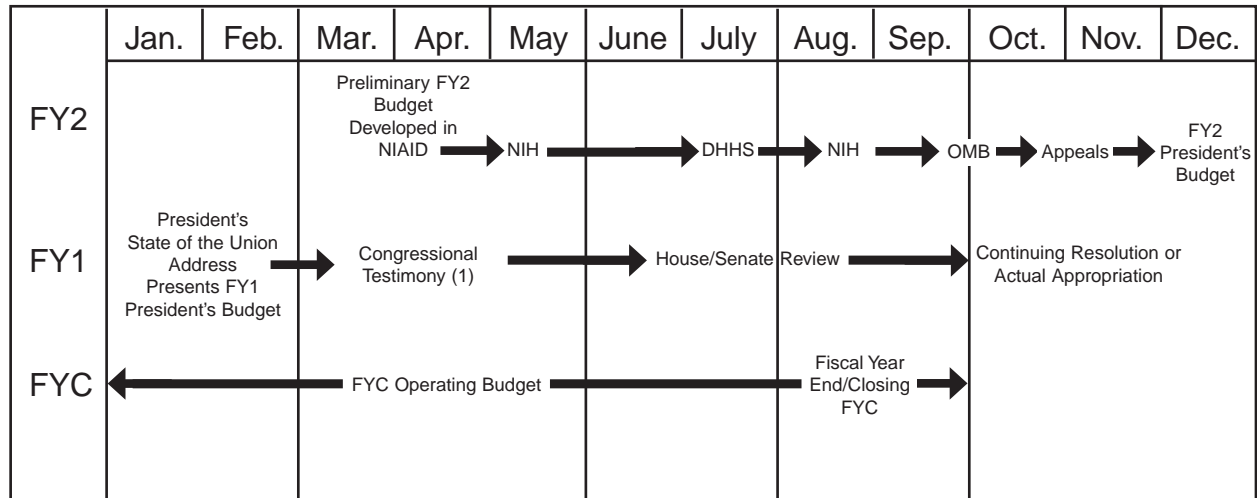 Jan. Feb. Mar. Apr. May June July Aug. Sep. Oct. Nov. Dec.
FY2
Preliminary FY2
Budget
Developed in
NIAID
NIH
DHHS
NIH
OMB
Appeals
FY2
President's
Budget
FY1
President's
State of the Union
Address
Presents FY1
President's Budget
Congressional
Testimony (1)
House/Senate Review
Continuing Resolution or
Actual Appropriation
FYC
FYC Operating Budget
Fiscal Year
End/Closing
FYC